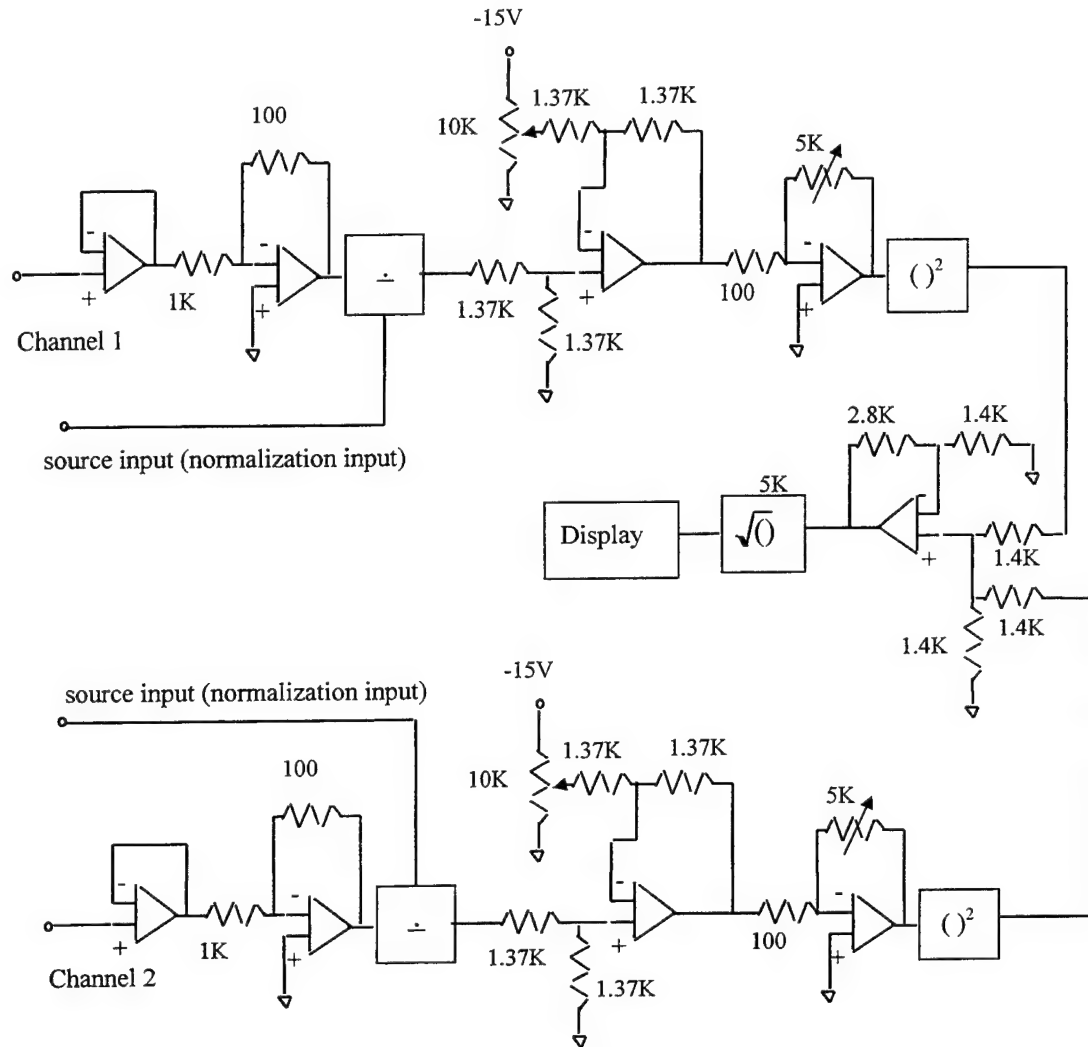 -15V
1.37K 1.37K
100
10K
5K
-
-
-
-
+
+
+
+
1K
÷
1.37K
1.37K
100
( )²
Channel 1
source input (normalization input)
2.8K 1.4K
5K
Display
√()
-
+
1.4K
1.4K
1.4K
source input (normalization input)
-15V
1.37K 1.37K
100
10K
5K
-
-
-
-
+
+
+
+
1K
÷
1.37K
1.37K
100
( )²
Channel 2